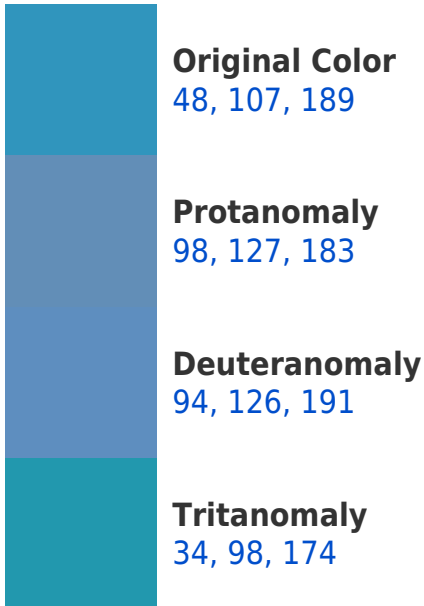 Original Color
48, 107, 189
Protanomaly
98, 127, 183
Deuteranomaly
94, 126, 191
Tritanomaly
34, 98, 174